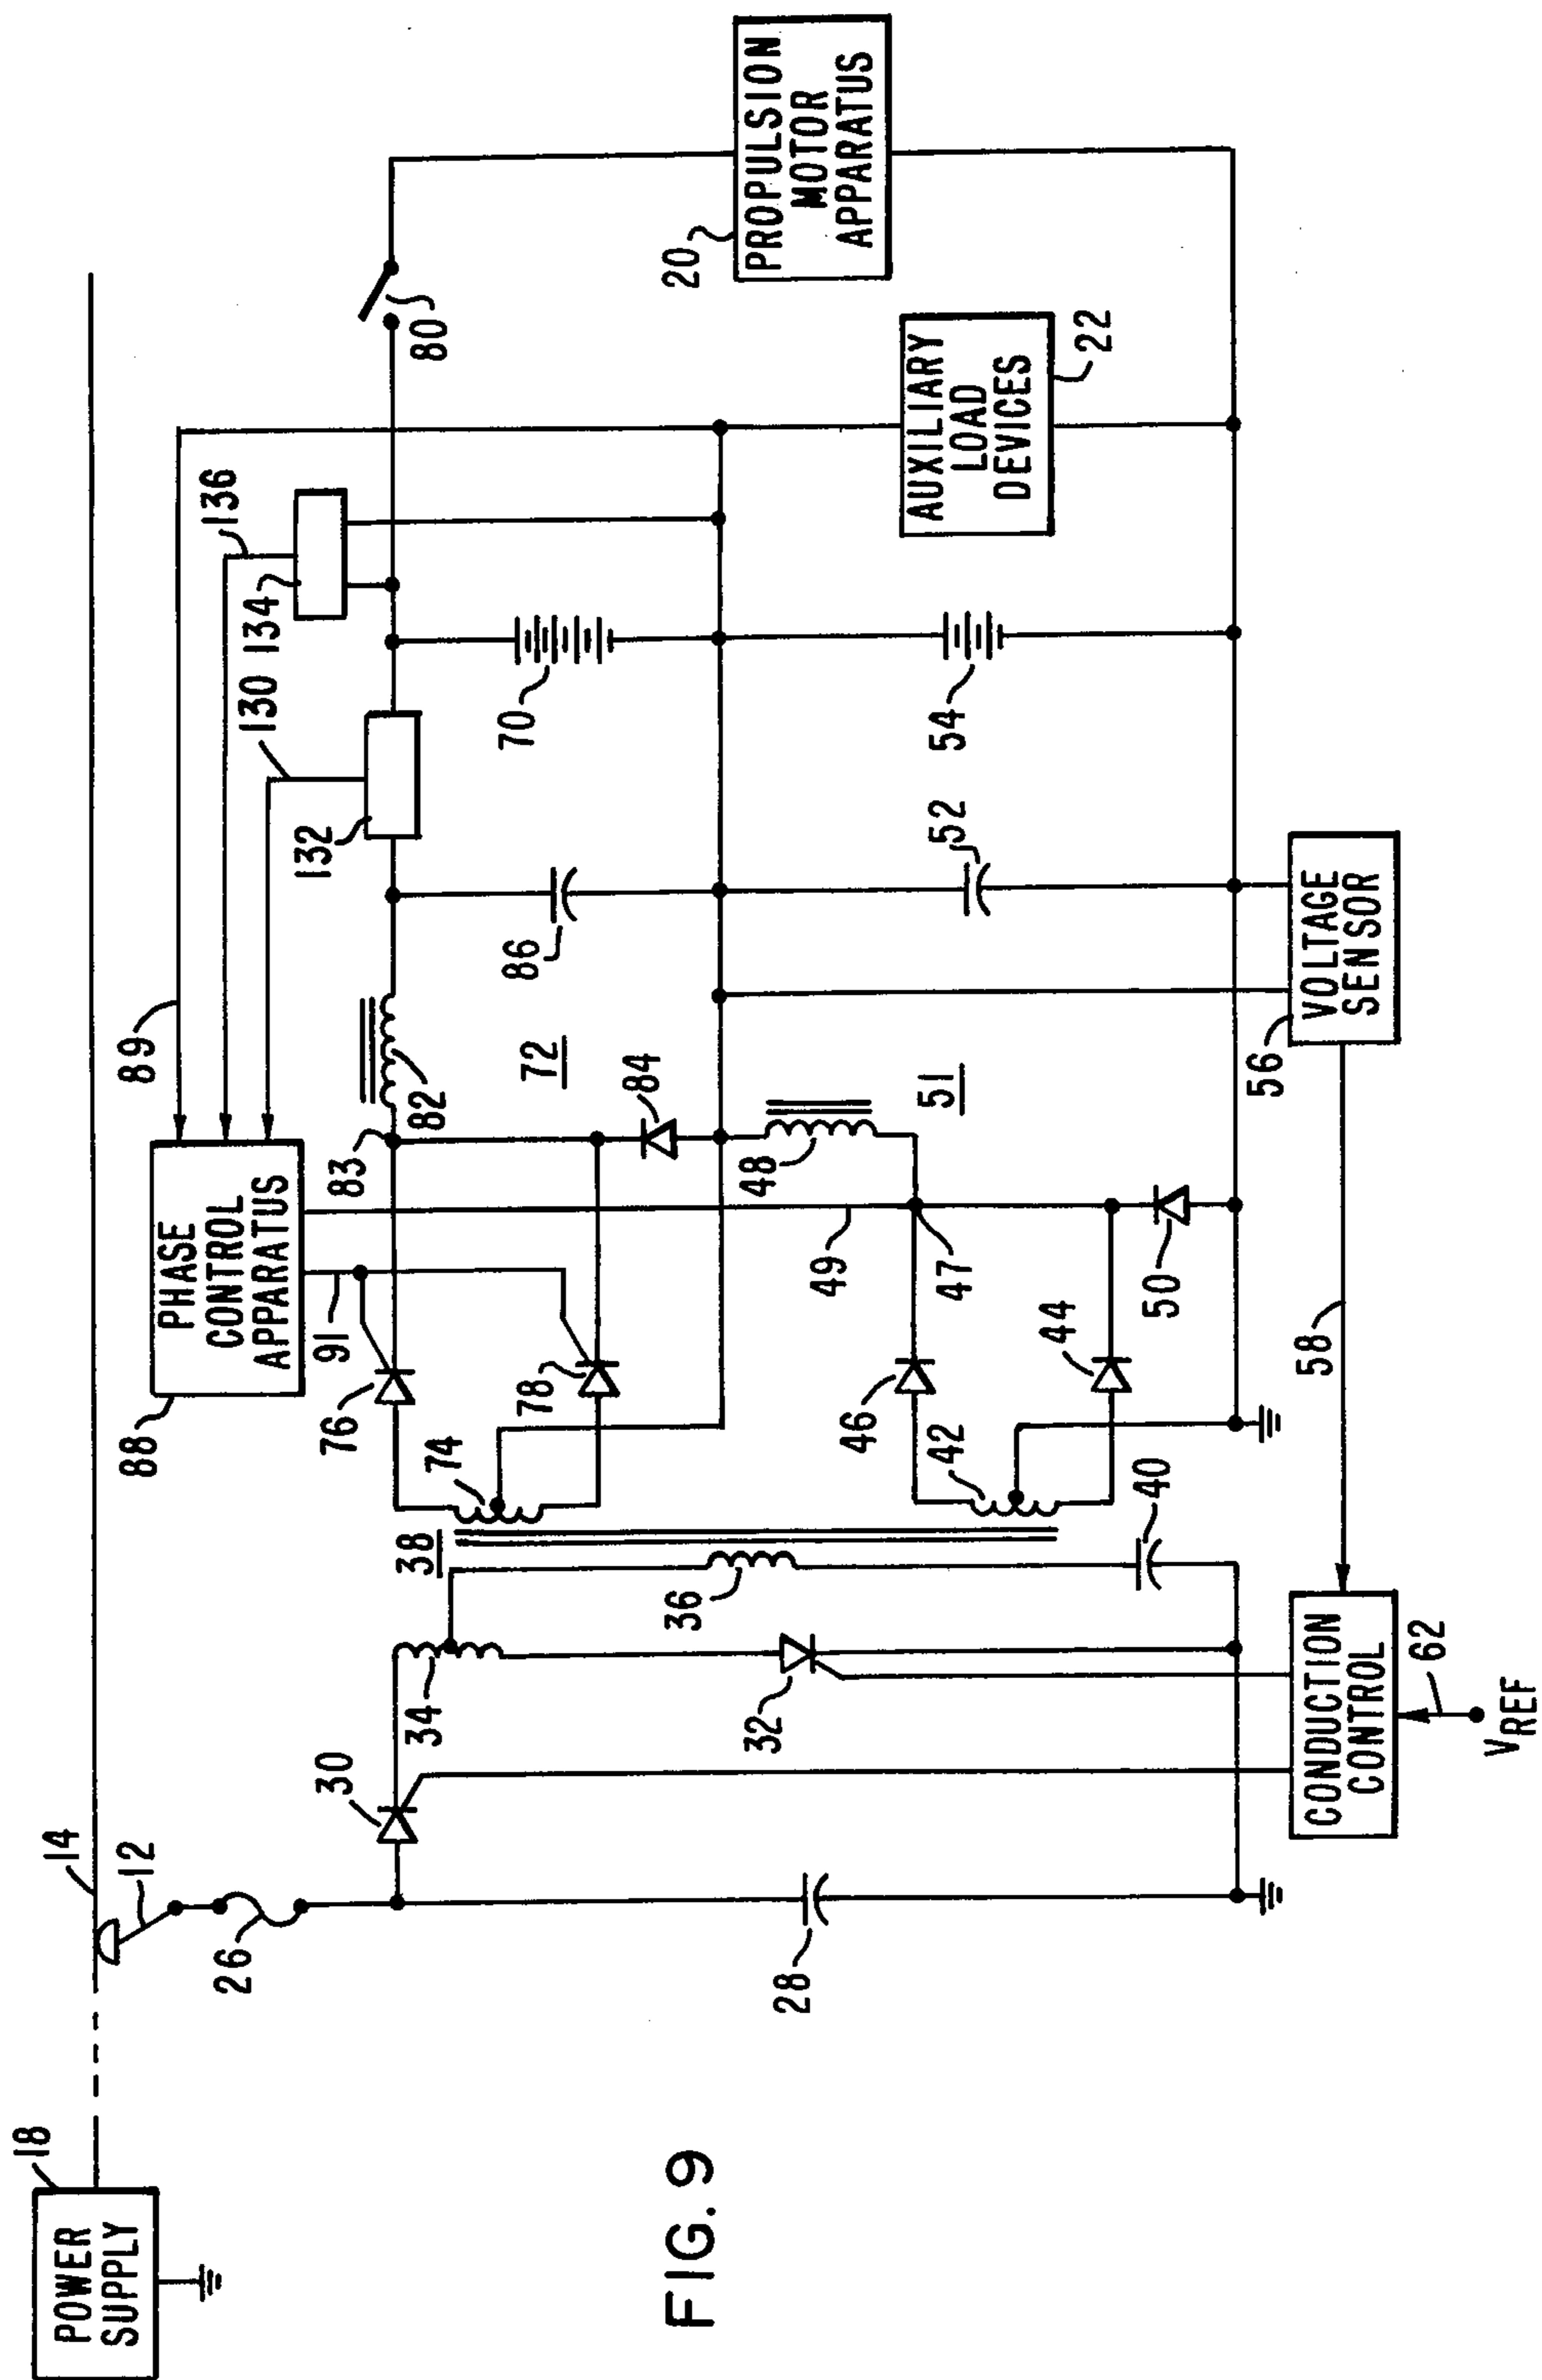 18
POWER
SUPPLY
14
12
26
28
30
34
32
36
38
40
88
PHASE
CONTROL
APPARATUS
91
89
76
74
78
83
82
72
84
46
42
44
49
47
48
50
51
130
132
134
136
86
52
70
54
80
20
PROPULSION
MOTOR
APPARATUS
AUXILIARY
LOAD
DEVICES
22
56
VOLTAGE
SENSOR
58
CONDUCTION
CONTROL
62
VREF
FIG. 9